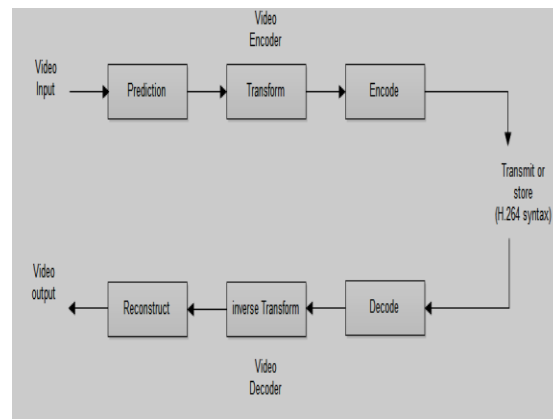 Video
Encoder
Video
Input
Prediction
Transform
Encode
Transmit or
store
(H.264 syntax)
Video
output
Reconstruct
inverse Transform
Decode
Video
Decoder